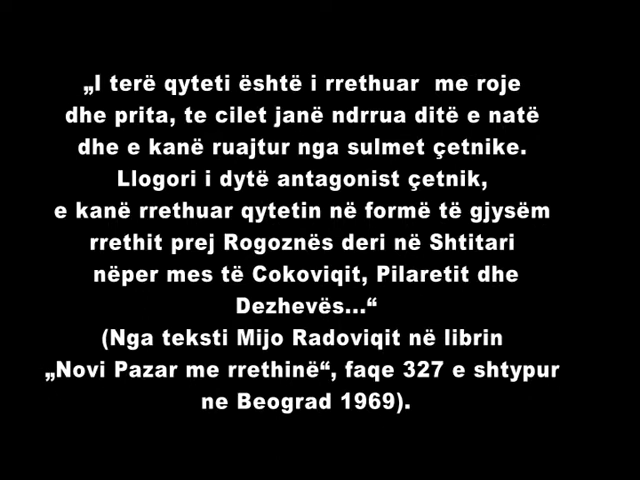 „I terë qyteti është i rrethuar me roje
dhe prita, te cilet janë ndrrua ditë e natë
dhe e kanë ruajtur nga sulmet çetnike.
Llogori i dytë antagonist çetnik,
e kanë rrethuar qytetin në formë të gjysëm
rrethit prej Rogoznës deri në Shtitari
nëper mes të Cokoviqit, Pilaretit dhe
Dezhevës...“
(Nga teksti Mijo Radoviqit në librin
„Novi Pazar me rrethinë“, faqe 327 e shtypur
ne Beograd 1969).